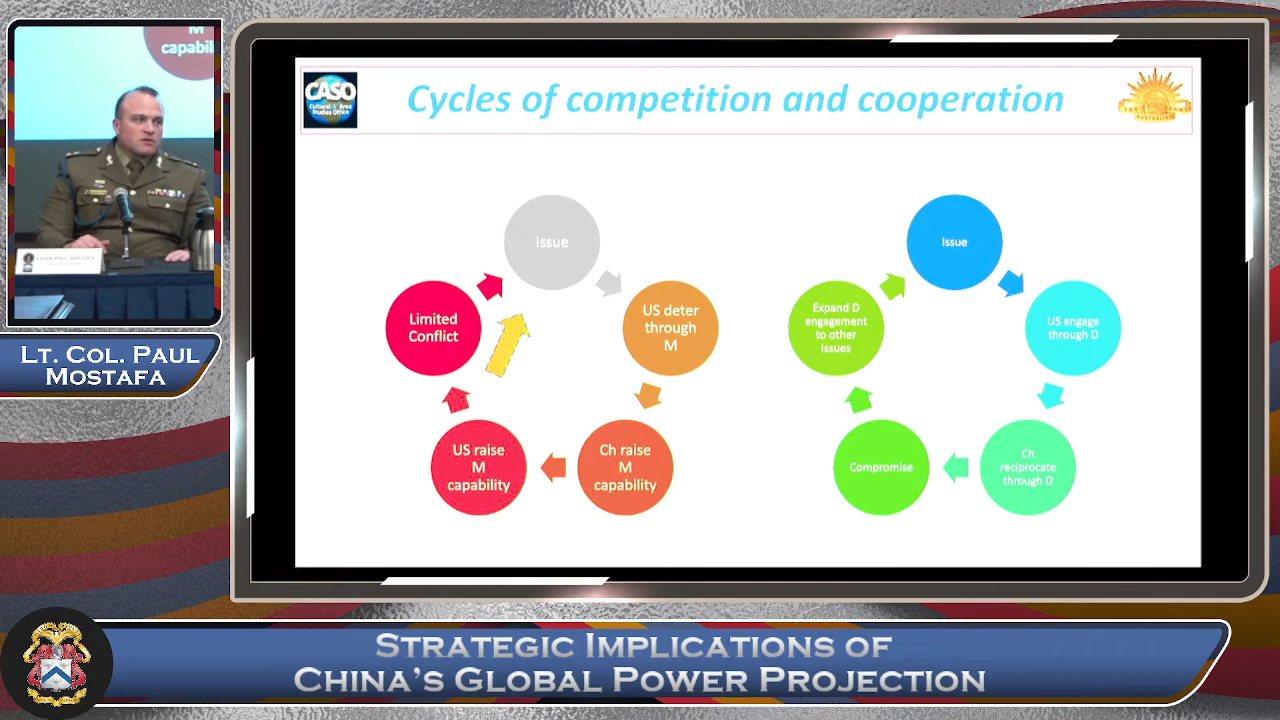 M
capabil
LT. COL. PAUL
MOSTAFA
CASO
Cultural & Area
Studies Office
Cycles of competition and cooperation
AUSTRALIA
Issue
US deter
through
M
Ch raise
M
capability
US raise
M
capability
Limited
Conflict
Issue
US engage
through D
Ch
reciprocate
through D
Compromise
Expand D
engagement
to other
issues
STRATEGIC IMPLICATIONS OF
CHINA'S GLOBAL POWER PROJECTION